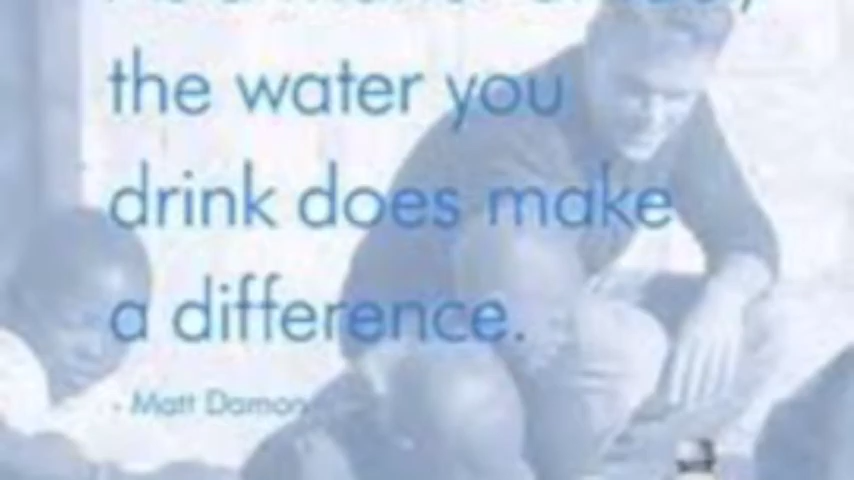 the water you
drink does make
a difference.
- Matt Damon